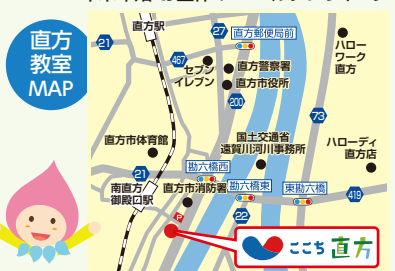 直方
教室
MAP
直方駅
21
27
直方郵便局前
ハロー
ワーク
直方
467
セブン
イレブン
直方警察署
直方市役所
200
73
直方市体育館
国土交通省
遠賀川河川事務所
ハローディ
直方店
21
勘六橋西
南直方
御殿口駅
直方市消防署
勘六橋東
東勘六橋
419
22
P
ここち直方